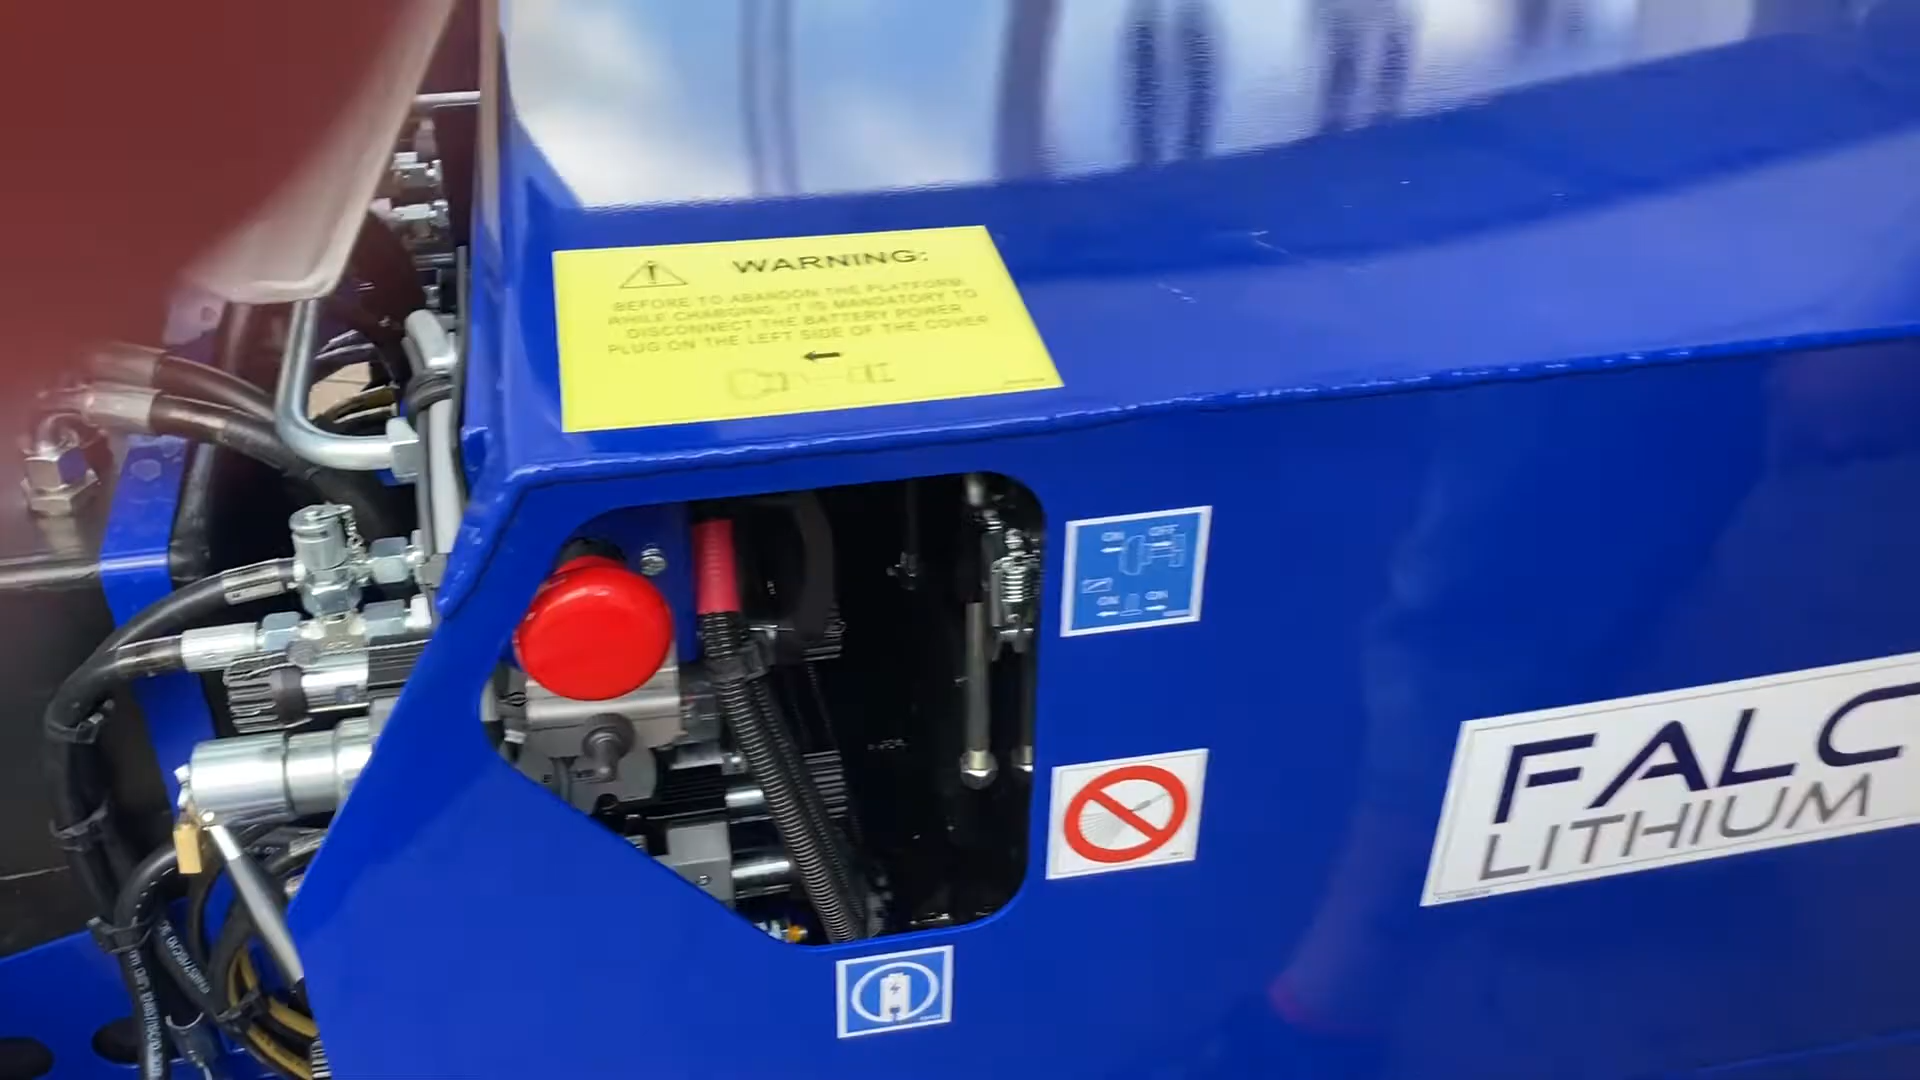 WARNING:
BEFORE TO ABANDON THE PLATFORM
WHILE CHARGING, IT IS MANDATORY TO
DISCONNECT THE BATTERY POWER
PLUG ON THE LEFT SIDE OF THE COVER
ON OFF
ON ON
FALC
LITHIUM